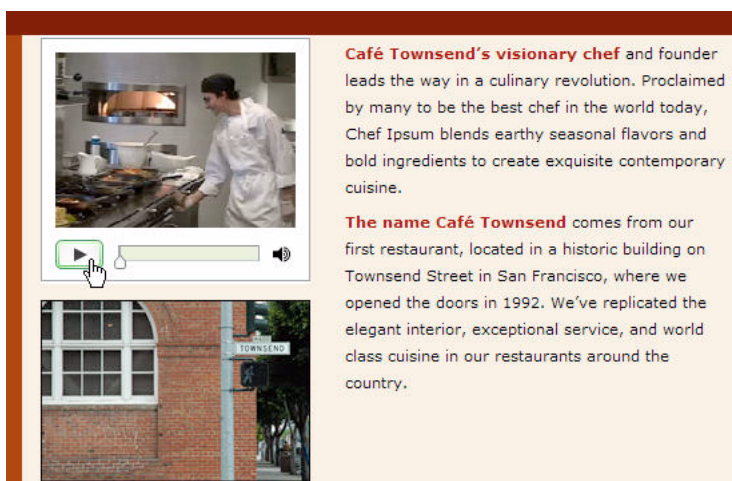 Café Townsend’s visionary chef and founder
leads the way in a culinary revolution. Proclaimed
by many to be the best chef in the world today,
Chef Ipsum blends earthy seasonal flavors and
bold ingredients to create exquisite contemporary
cuisine.
The name Café Townsend comes from our
first restaurant, located in a historic building on
Townsend Street in San Francisco, where we
opened the doors in 1992. We’ve replicated the
elegant interior, exceptional service, and world
class cuisine in our restaurants around the
country.
TOWNSEND